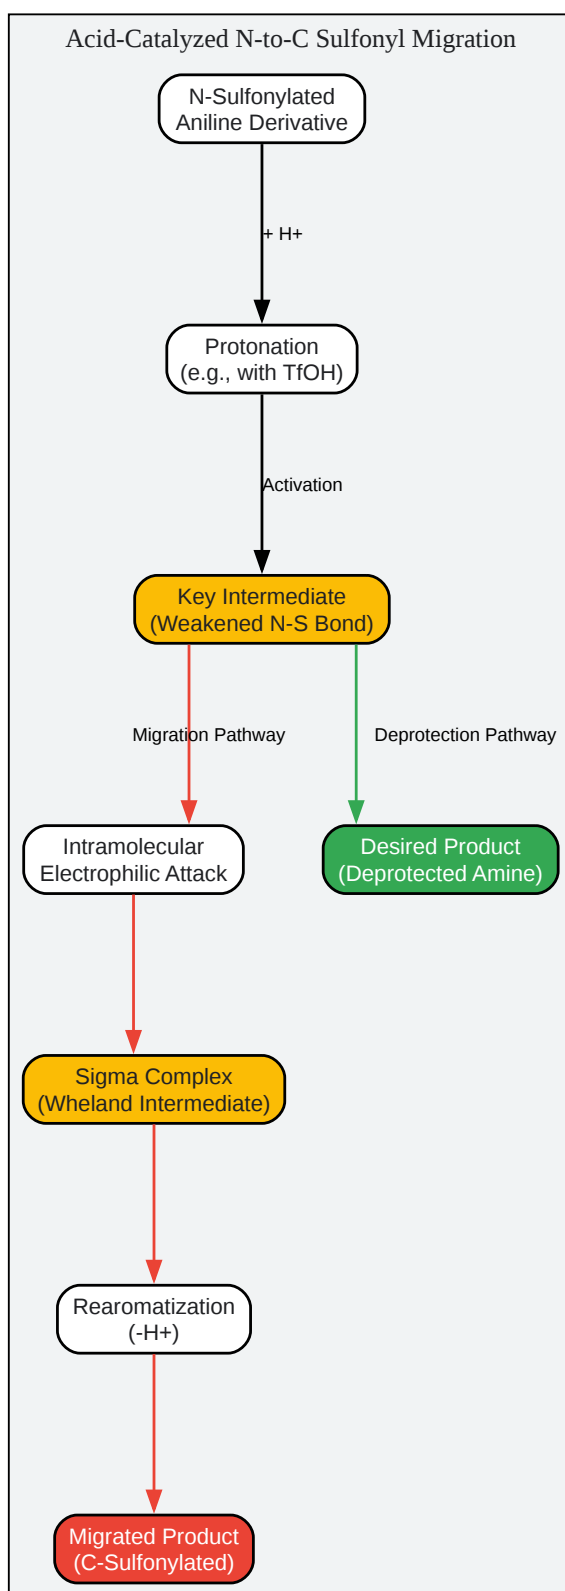 Acid-Catalyzed N-to-C Sulfonyl Migration
N-Sulfonylated
Aniline Derivative
+ H+
Protonation
(e.g., with TfOH)
Activation
Key Intermediate
(Weakened N-S Bond)
Migration Pathway
Deprotection Pathway
Intramolecular
Electrophilic Attack
Desired Product
(Deprotected Amine)
Sigma Complex
(Wheland Intermediate)
Rearomatization
(-H+)
Migrated Product
(C-Sulfonylated)